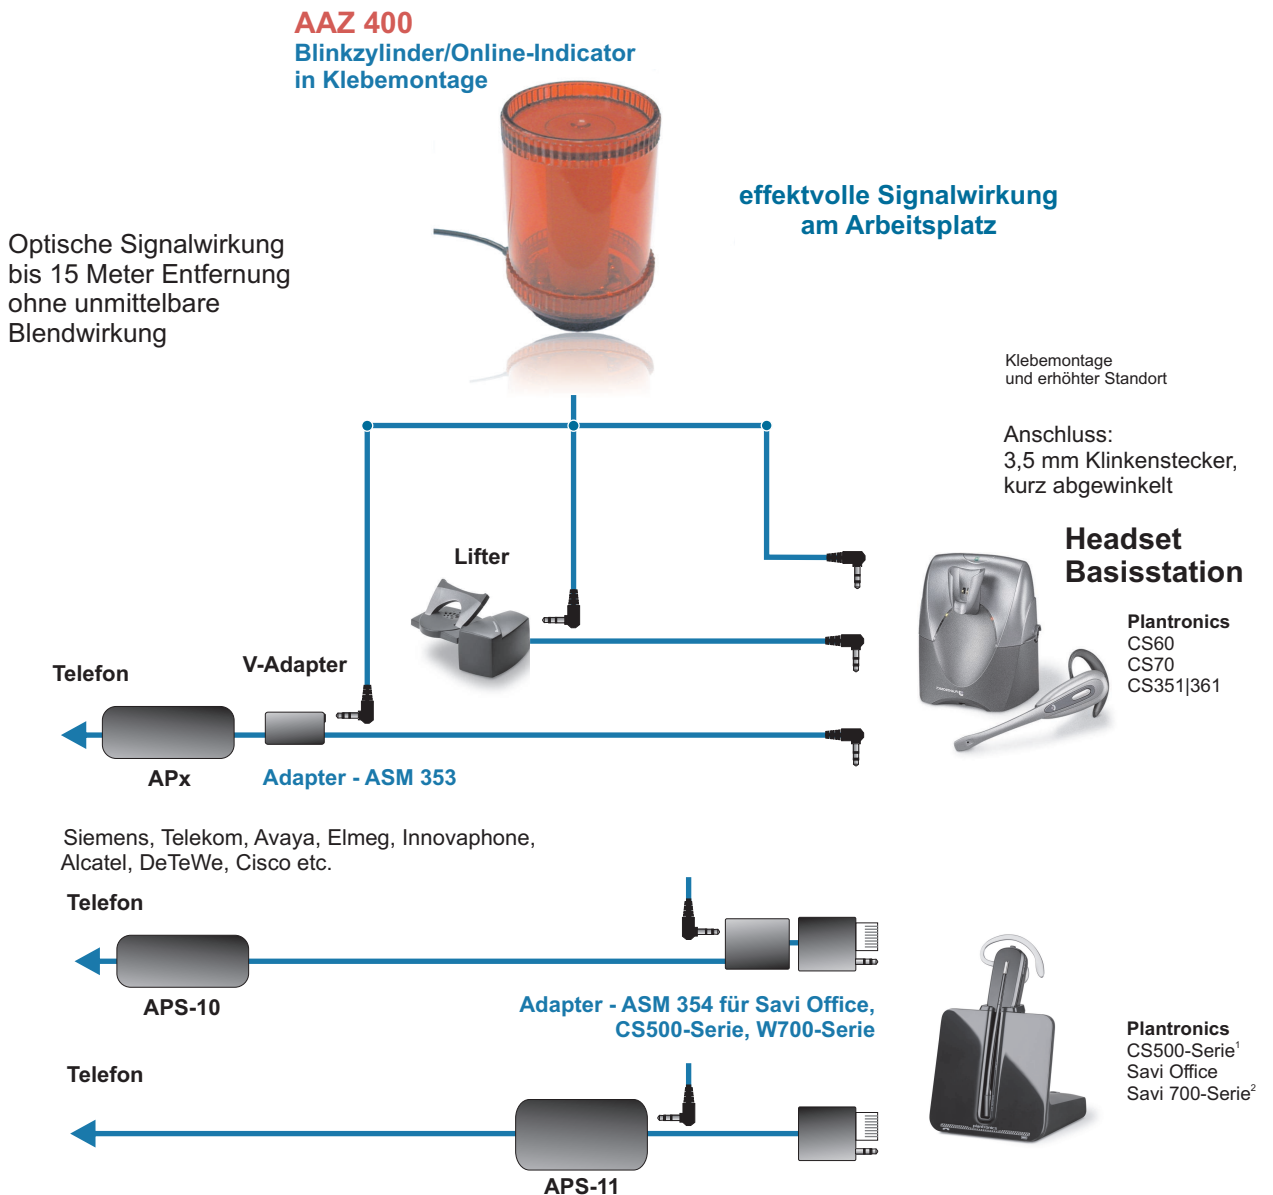 AAZ 400
Blinkzylinder/Online-Indicator
in Klebemontage
effektvolle Signalwirkung
am Arbeitsplatz
Optische Signalwirkung
bis 15 Meter Entfernung
ohne unmittelbare
Blendwirkung
Klebemontage
und erhöhter Standort
Anschluss:
3,5 mm Klinkenstecker,
kurz abgewinkelt
Headset
Basisstation
Lifter
Plantronics
CS60
CS70
CS351|361
V-Adapter
Telefon
APx
Adapter - ASM 353
Siemens, Telekom, Avaya, Elmeg, Innovaphone,
Alcatel, DeTeWe, Cisco etc.
Telefon
APS-10
Adapter - ASM 354 für Savi Office,
CS500-Serie, W700-Serie
Plantronics
CS500-Serie¹
Savi Office
Savi 700-Serie²
Telefon
APS-11